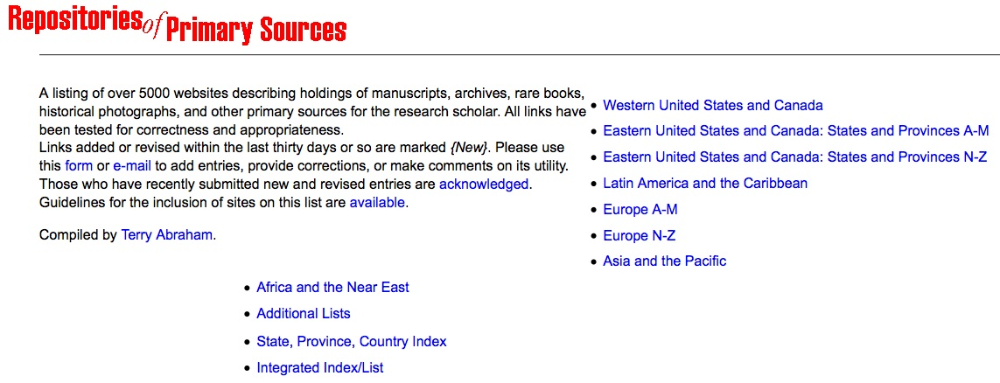 Repositories of Primary Sources
A listing of over 5000 websites describing holdings of manuscripts, archives, rare books,
historical photographs, and other primary sources for the research scholar. All links have
been tested for correctness and appropriateness.
Links added or revised within the last thirty days or so are marked {New}. Please use
this form or e-mail to add entries, provide corrections, or make comments on its utility.
Those who have recently submitted new and revised entries are acknowledged.
Guidelines for the inclusion of sites on this list are available.
Compiled by Terry Abraham.
• Western United States and Canada
• Eastern United States and Canada: States and Provinces A-M
• Eastern United States and Canada: States and Provinces N-Z
• Latin America and the Caribbean
• Europe A-M
• Europe N-Z
• Asia and the Pacific
• Africa and the Near East
• Additional Lists
• State, Province, Country Index
• Integrated Index/List